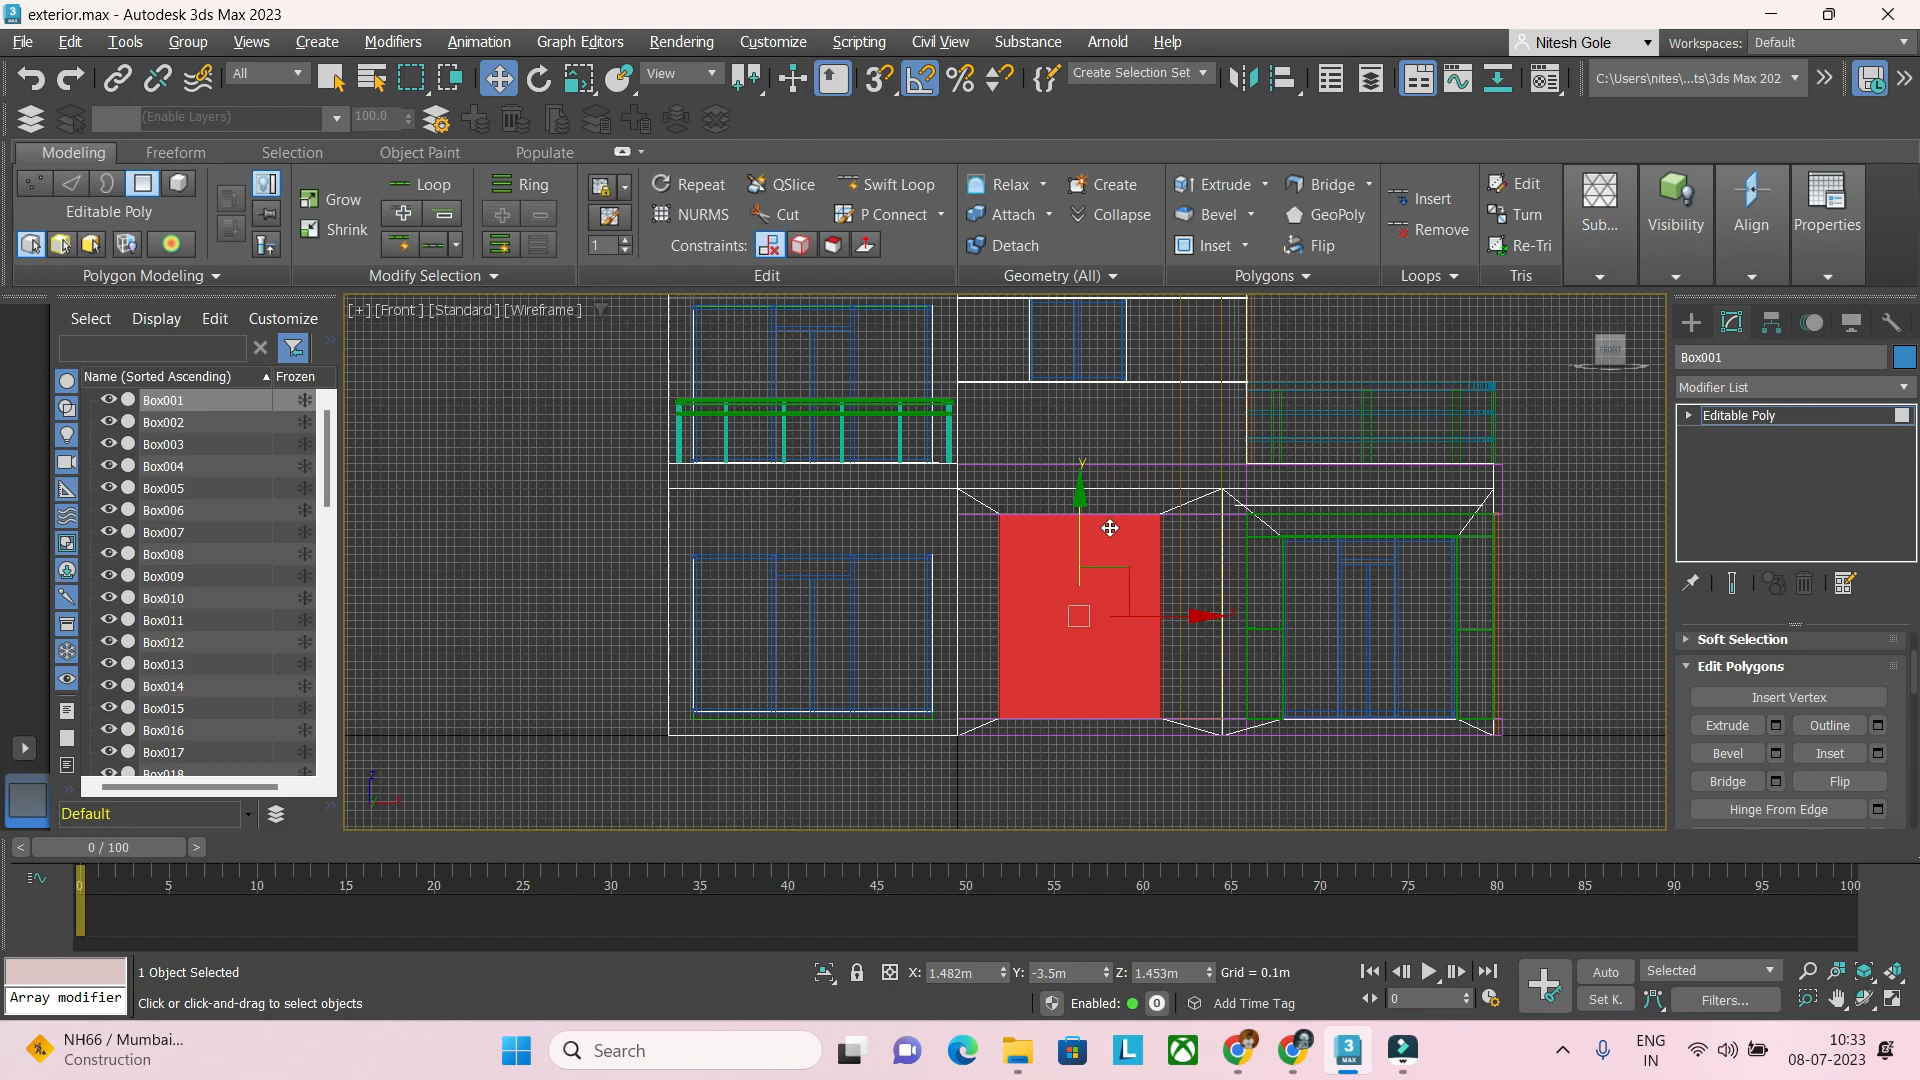 exterior.max - Autodesk 3ds Max 2023
File Edit Tools Group Views Create Modifiers Animation Graph Editors Rendering Customize Scripting Civil View Substance Arnold Help
Nitesh Gole Workspaces: Default
All View Create Selection Set C:\Users\nites\...ts\3ds Max 202
(Enable Layers) 100.0
Modeling Freeform Selection Object Paint Populate
Editable Poly
Polygon Modeling
Grow
Shrink
Loop
Ring
Modify Selection
Repeat QSlice Swift Loop
NURMS Cut P Connect
1 Constraints:
Edit
Relax Create
Attach Collapse
Detach
Geometry (All)
Extrude Bridge
Bevel GeoPoly
Inset Flip
Polygons
Insert
Remove
Loops
Edit
Turn
Re-Tri
Tris
Sub...
Visibility
Align
Properties
Select Display Edit Customize
Name (Sorted Ascending) Frozen
Box001
Box002
Box003
Box004
Box005
Box006
Box007
Box008
Box009
Box010
Box011
Box012
Box013
Box014
Box015
Box016
Box017
Box018
Default
[+] [Front ] [Standard ] [Wireframe ]
FRONT
y
z
Box001
Modifier List
Editable Poly
Soft Selection
Edit Polygons
Insert Vertex
Extrude Outline
Bevel Inset
Bridge Flip
Hinge From Edge
< 0 / 100 >
0 5 10 15 20 25 30 35 40 45 50 55 60 65 70 75 80 85 90 95 100
Array modifier
1 Object Selected
Click or click-and-drag to select objects
X: 1.482m Y: -3.5m Z: 1.453m Grid = 0.1m
Enabled: 0 Add Time Tag
0
Auto Selected
Set K. Filters...
NH66 / Mumbai...
Construction
Search
3
MAX
ENG
IN
10:33
08-07-2023